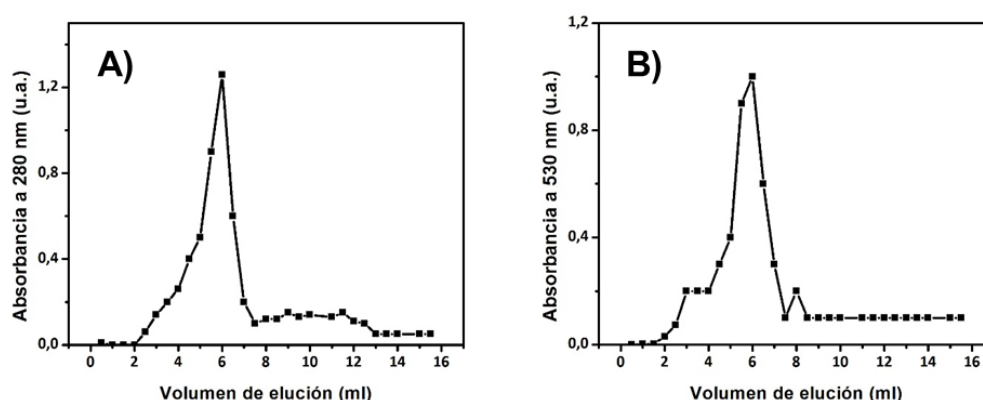 A)
Absorbancia a 280 nm (u.a.)
1,2
0,8
0,4
0,0
0 2 4 6 8 10 12 14 16
Volumen de elución (ml)
B)
Absorbancia a 530 nm (u.a.)
1,2
0,8
0,4
0,0
0 2 4 6 8 10 12 14 16
Volumen de elución (ml)